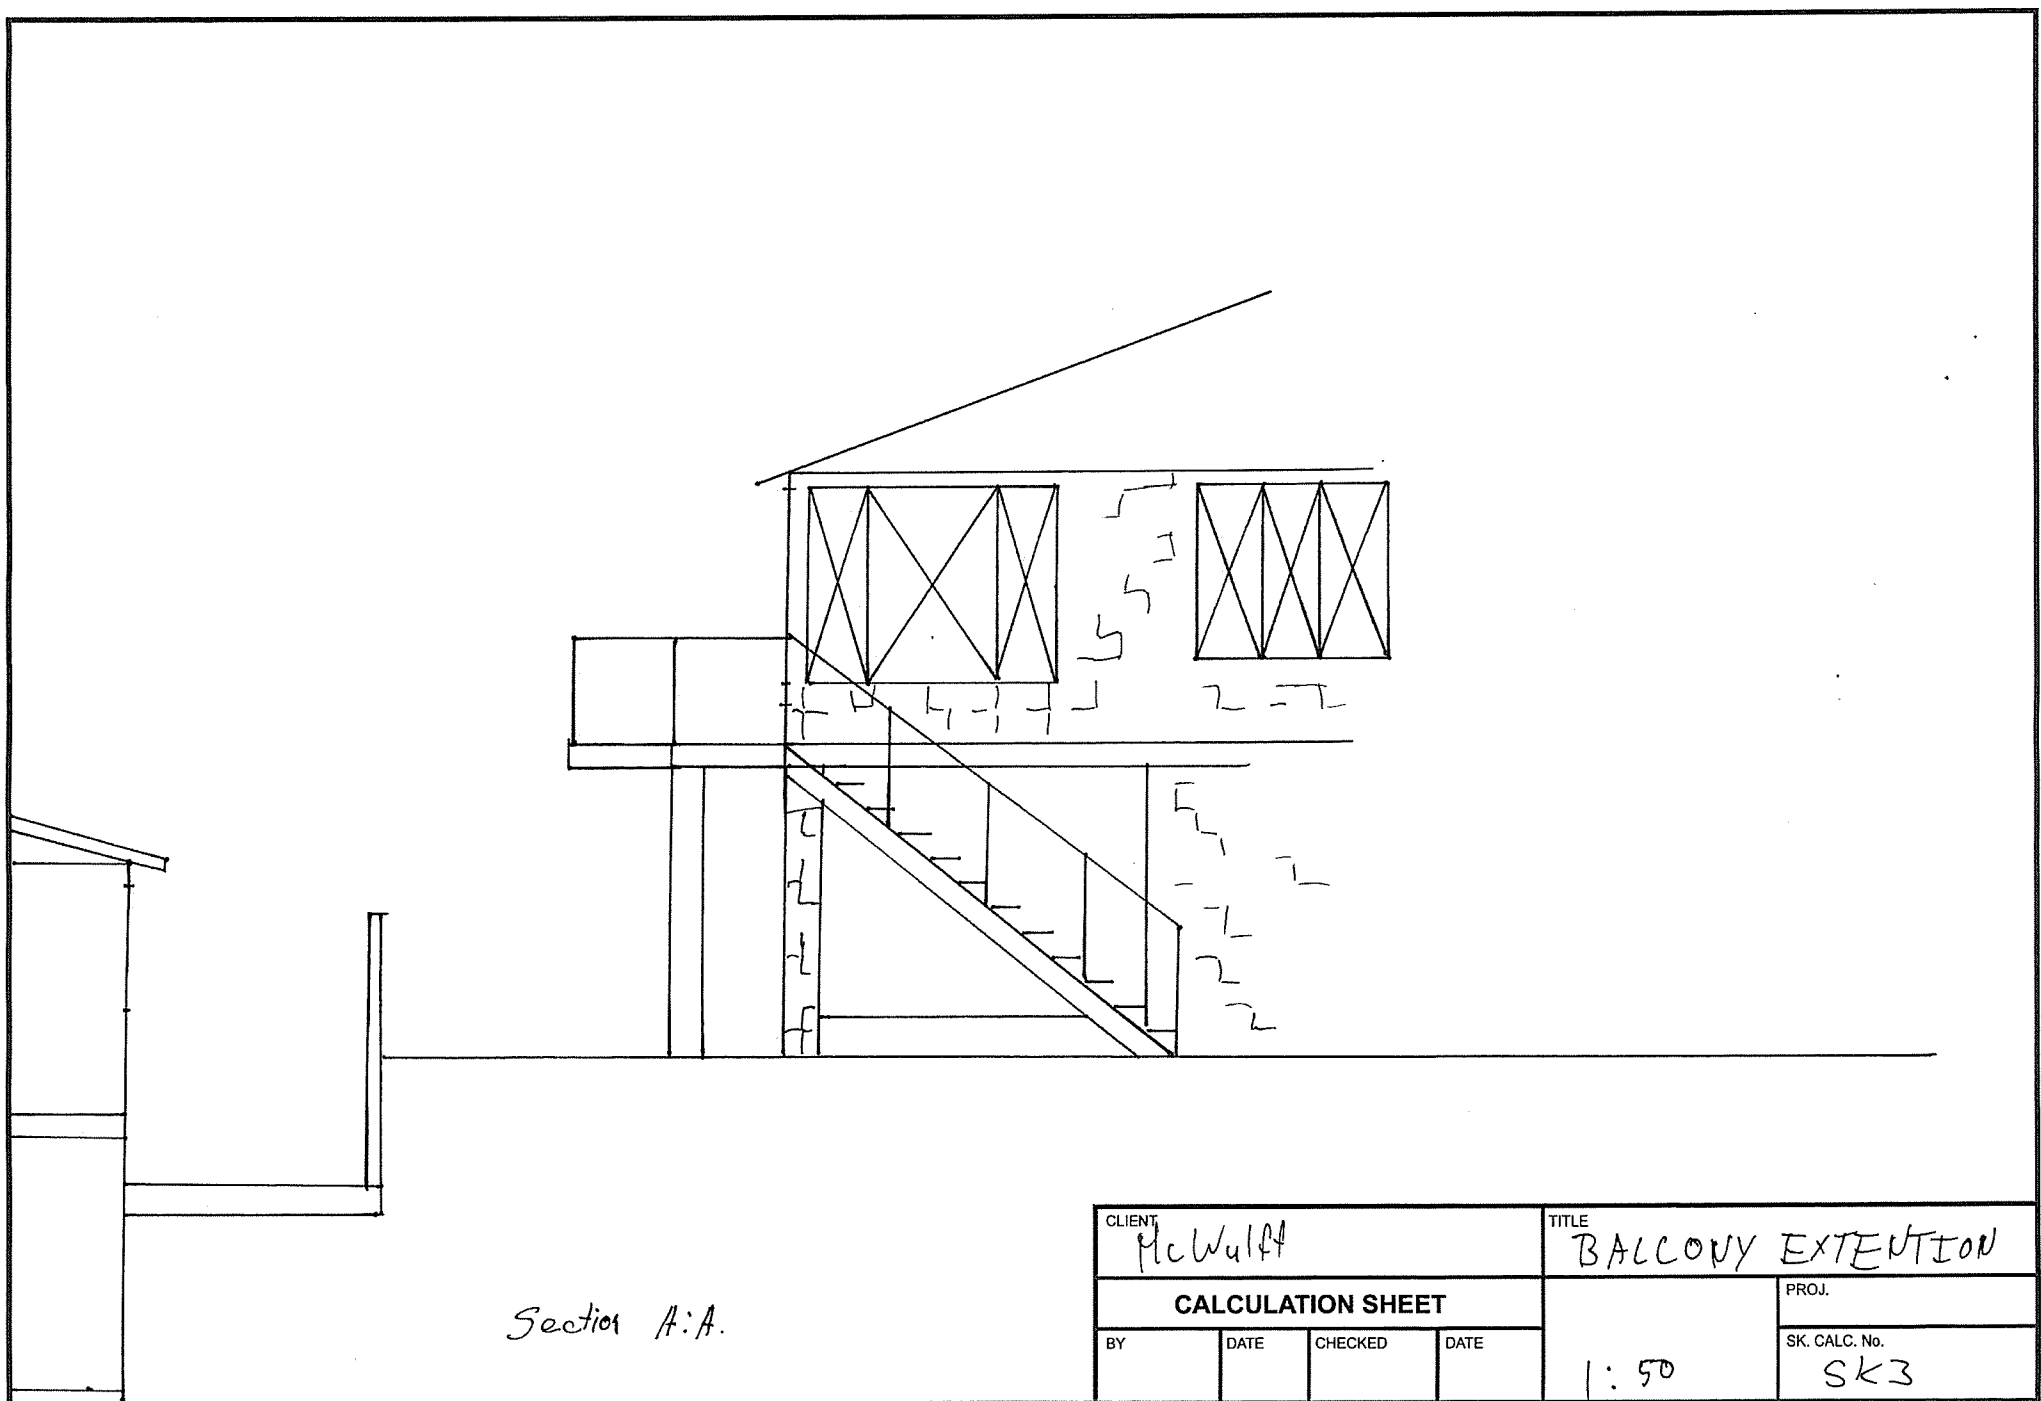 Section A:A.
CLIENT
McWulff
TITLE
BALCONY EXTENTION
CALCULATION SHEET
PROJ.
BY
DATE
CHECKED
DATE
1:50
SK. CALC. No.
SK3